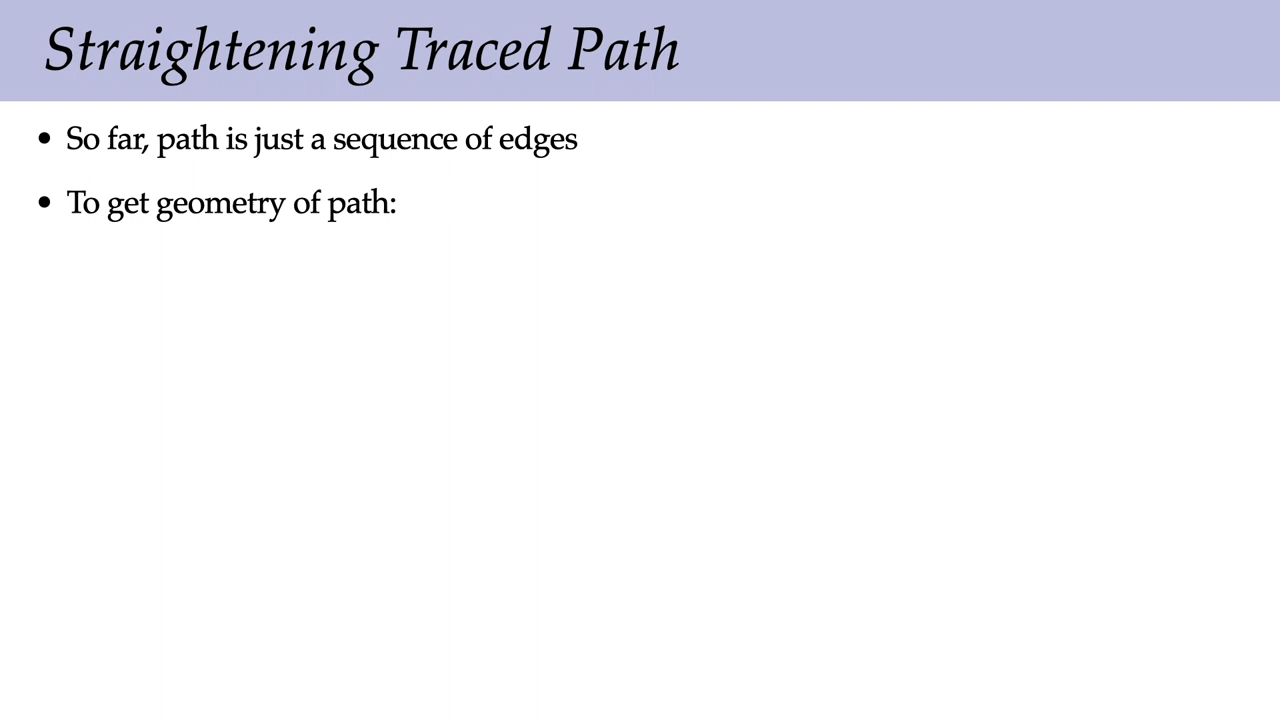 Straightening Traced Path
• So far, path is just a sequence of edges
• To get geometry of path: